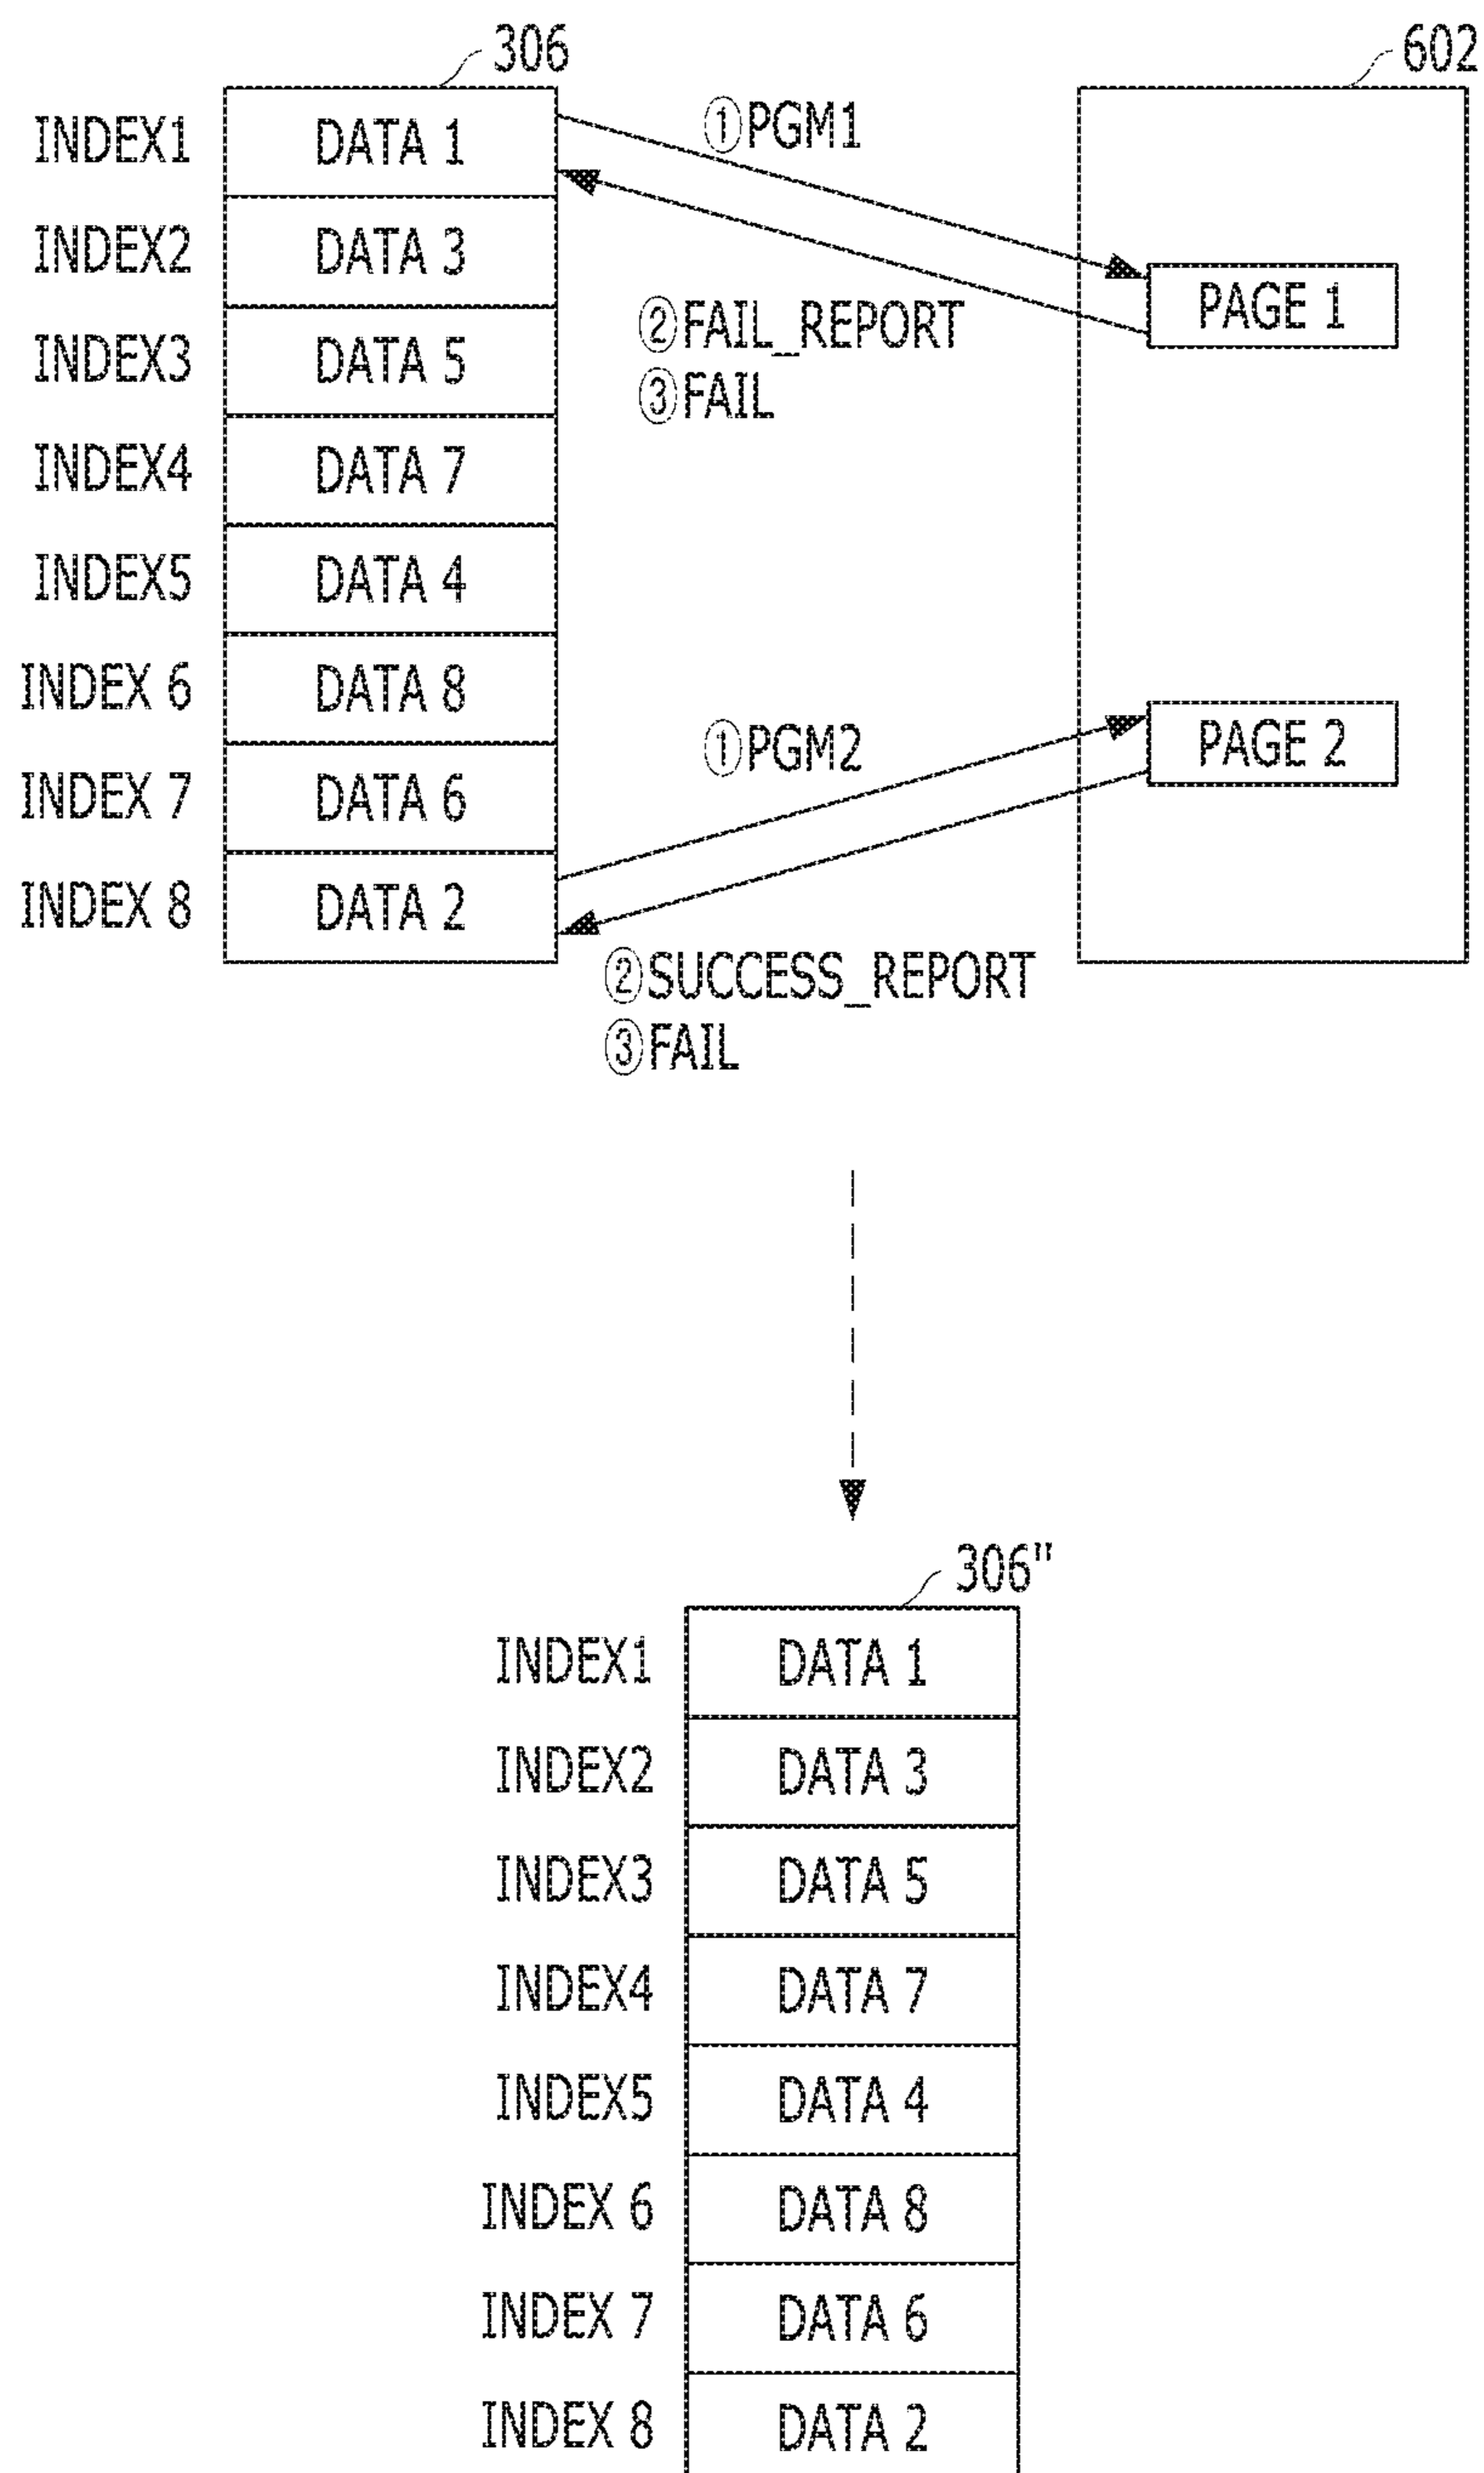 306
602
INDEX1 DATA 1
①PGM1
INDEX2 DATA 3
PAGE 1
②FAIL_REPORT
INDEX3 DATA 5
③FAIL
INDEX4 DATA 7
INDEX5 DATA 4
INDEX 6 DATA 8
①PGM2
PAGE 2
INDEX 7 DATA 6
INDEX 8 DATA 2
②SUCCESS_REPORT
③FAIL
306"
INDEX1 DATA 1
INDEX2 DATA 3
INDEX3 DATA 5
INDEX4 DATA 7
INDEX5 DATA 4
INDEX 6 DATA 8
INDEX 7 DATA 6
INDEX 8 DATA 2